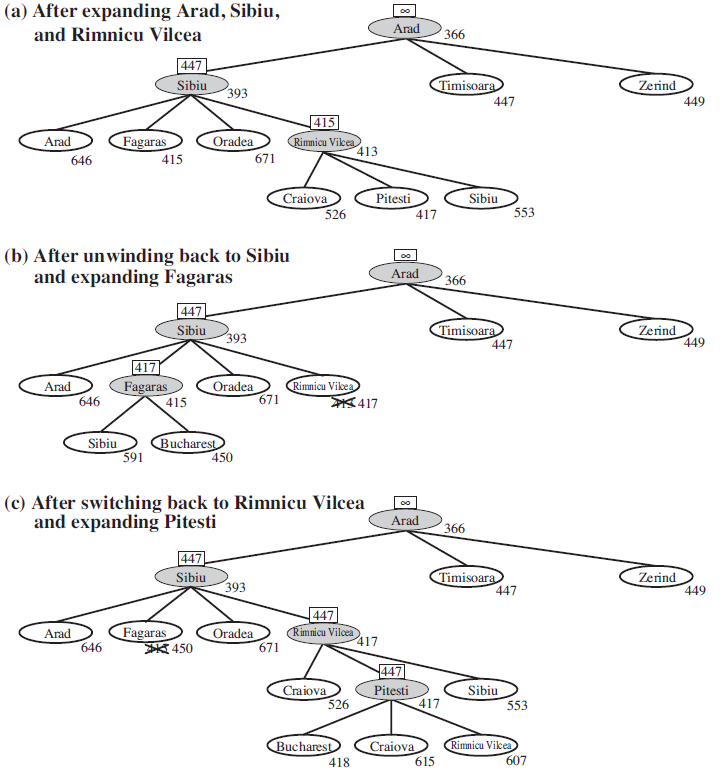 (a) After expanding Arad, Sibiu,
and Rimnicu Vilcea
∞
Arad
366
447
Sibiu
393
Timisoara
447
Zerind
449
Arad
646
Fagaras
415
Oradea
671
415
Rimnicu Vilcea
413
Craiova
526
Pitesti
417
Sibiu
553
(b) After unwinding back to Sibiu
and expanding Fagaras
∞
Arad
366
447
Sibiu
393
Timisoara
447
Zerind
449
Arad
646
417
Fagaras
415
Oradea
671
Rimnicu Vilcea
413 417
Sibiu
591
Bucharest
450
(c) After switching back to Rimnicu Vilcea
and expanding Pitesti
∞
Arad
366
447
Sibiu
393
Timisoara
447
Zerind
449
Arad
646
Fagaras
415 450
Oradea
671
447
Rimnicu Vilcea
417
Craiova
526
447
Pitesti
417
Sibiu
553
Bucharest
418
Craiova
615
Rimnicu Vilcea
607